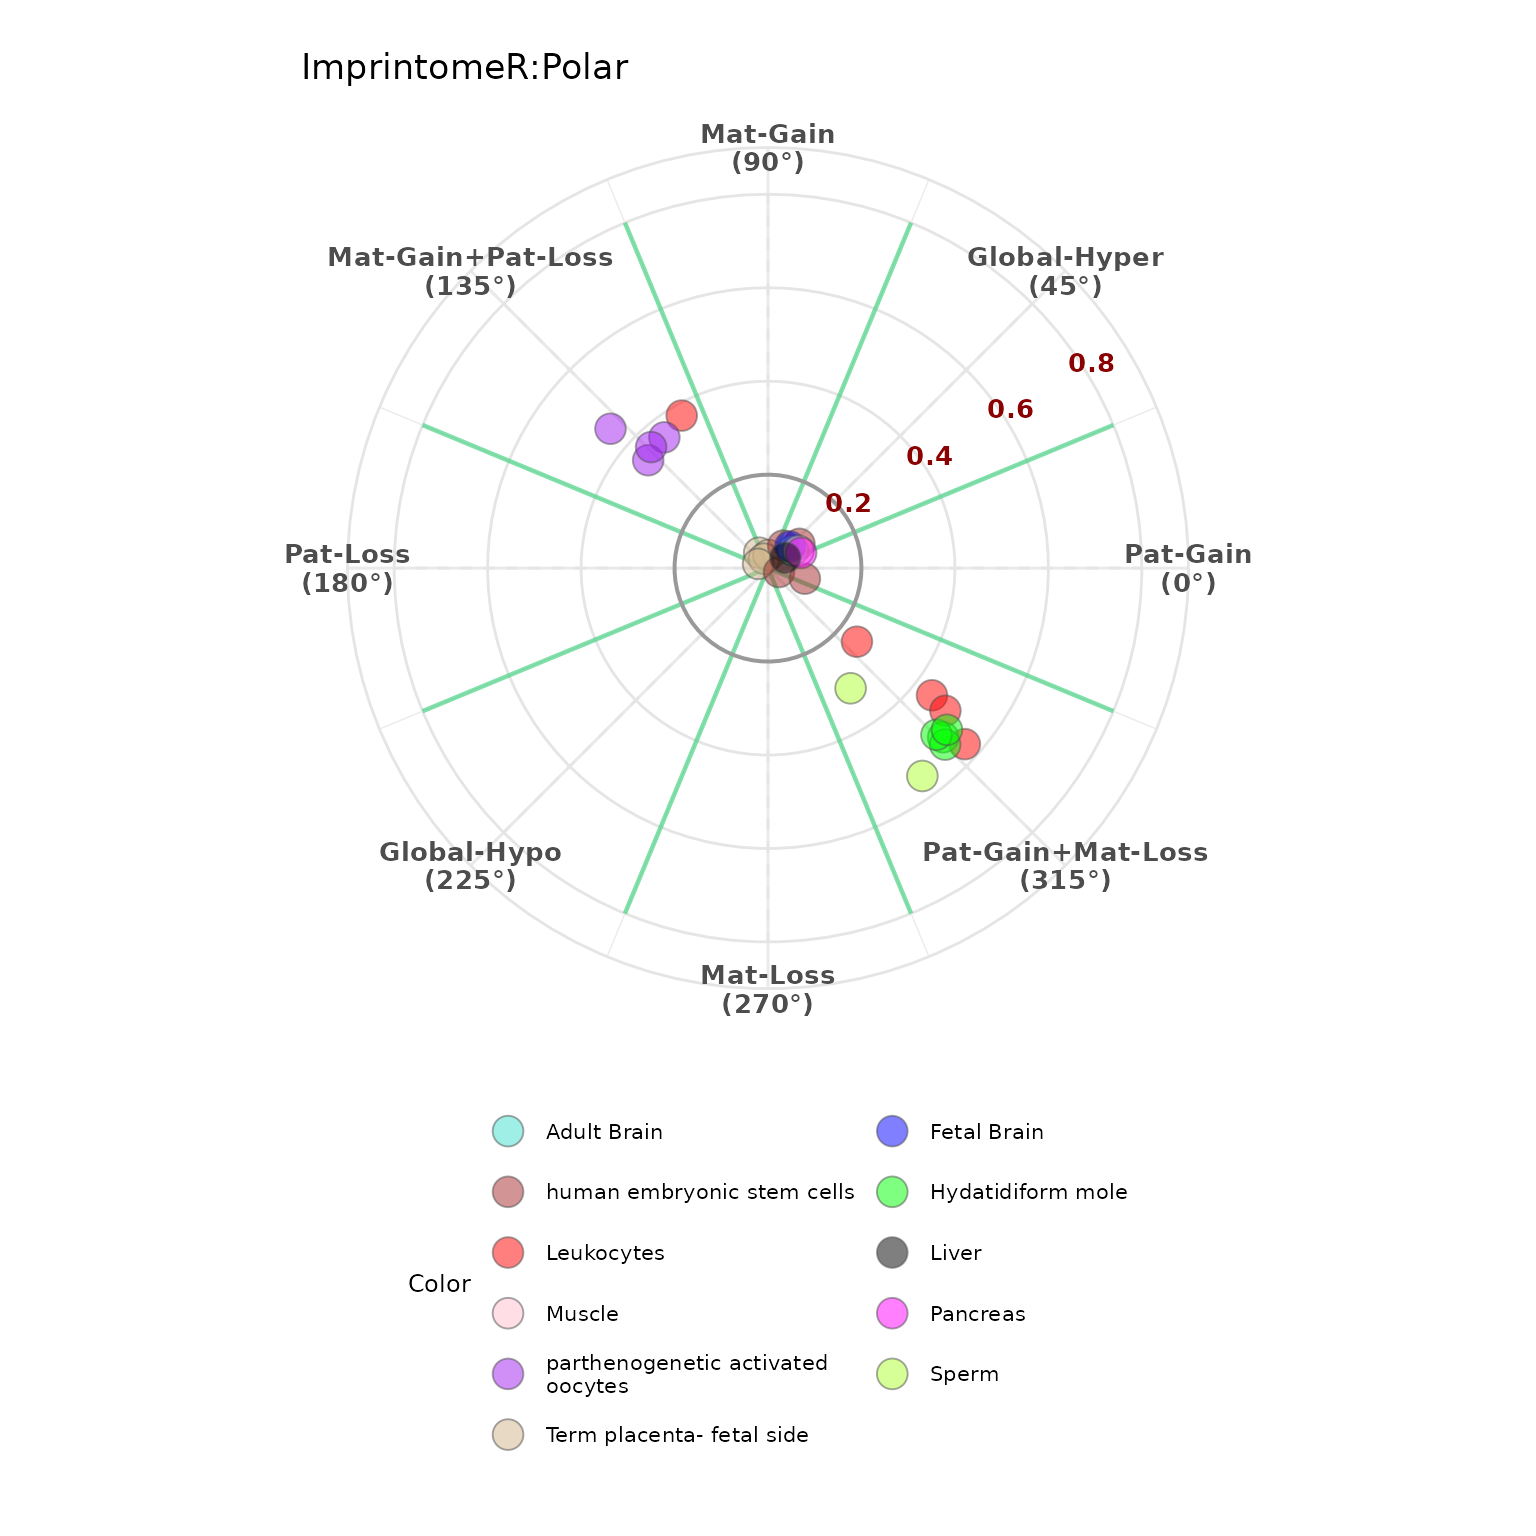 ImprintomeR:Polar
Mat-Gain
(90°)
Mat-Gain+Pat-Loss
(135°)
Global-Hyper
(45°)
0.8
0.6
0.4
0.2
Pat-Loss
(180°)
Pat-Gain
(0°)
Global-Hypo
(225°)
Pat-Gain+Mat-Loss
(315°)
Mat-Loss
(270°)
Color
Adult Brain
human embryonic stem cells
Leukocytes
Muscle
parthenogenetic activated
oocytes
Term placenta- fetal side
Fetal Brain
Hydatidiform mole
Liver
Pancreas
Sperm